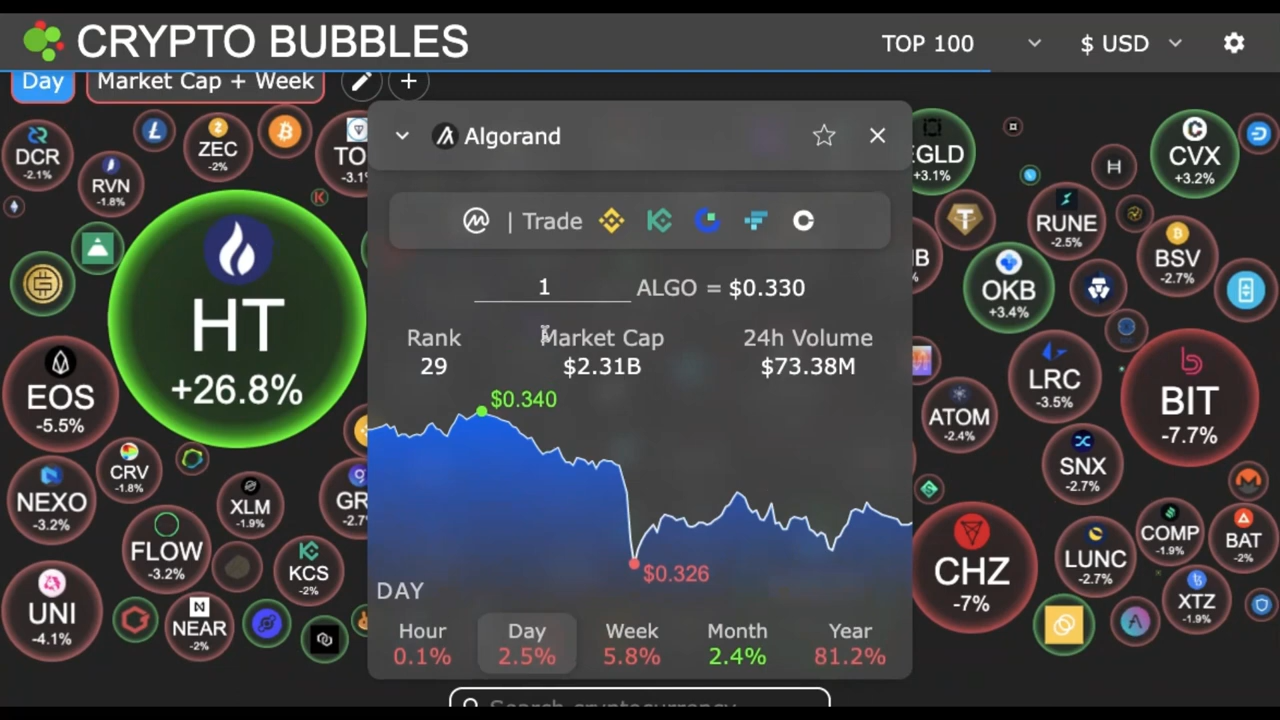 CRYPTO BUBBLES
TOP 100
$ USD
Day
Market Cap + Week
DCR
-2.1%
RVN
-1.8%
ZEC
-2%
-3.1%
HT
+26.8%
EOS
-5.5%
CRV
-1.8%
NEXO
-3.2%
XLM
-1.9%
-2.7%
FLOW
-3.2%
KCS
-2%
UNI
-4.1%
NEAR
-2%
Algorand
| Trade
1 ALGO = $0.330
Rank Market Cap 24h Volume
29 $2.31B $73.38M
$0.340
$0.326
DAY
Hour Day Week Month Year
0.1% 2.5% 5.8% 2.4% 81.2%
Search cryptocurrency
EGLD
+3.1%
CVX
+3.2%
RUNE
-2.5%
BSV
-2.7%
OKB
+3.4%
LRC
-3.5%
BIT
-7.7%
ATOM
-2.4%
SNX
-2.7%
CHZ
-7%
LUNC
-2.7%
COMP
-1.9%
BAT
-2%
XTZ
-1.9%